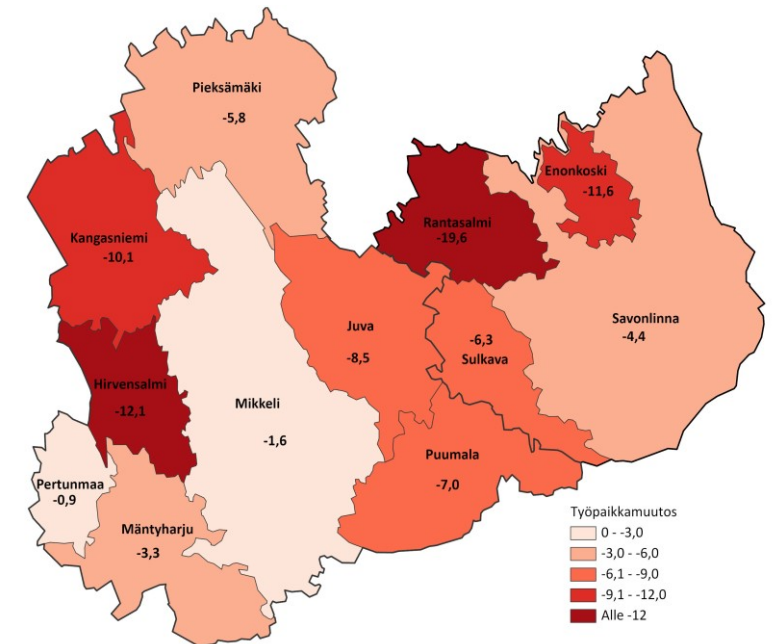 Pieksämäki
-5,8
Enonkoski
-11,6
Rantasalmi
-19,6
Kangasniemi
-10,1
Savonlinna
-4,4
Juva
-8,5
-6,3
Sulkava
Hirvensalmi
-12,1
Mikkeli
-1,6
Puumala
-7,0
Pertunmaa
-0,9
Mäntyharju
-3,3
Työpaikkamuutos
0 - -3,0
-3,0 - -6,0
-6,1 - -9,0
-9,1 - -12,0
Alle -12